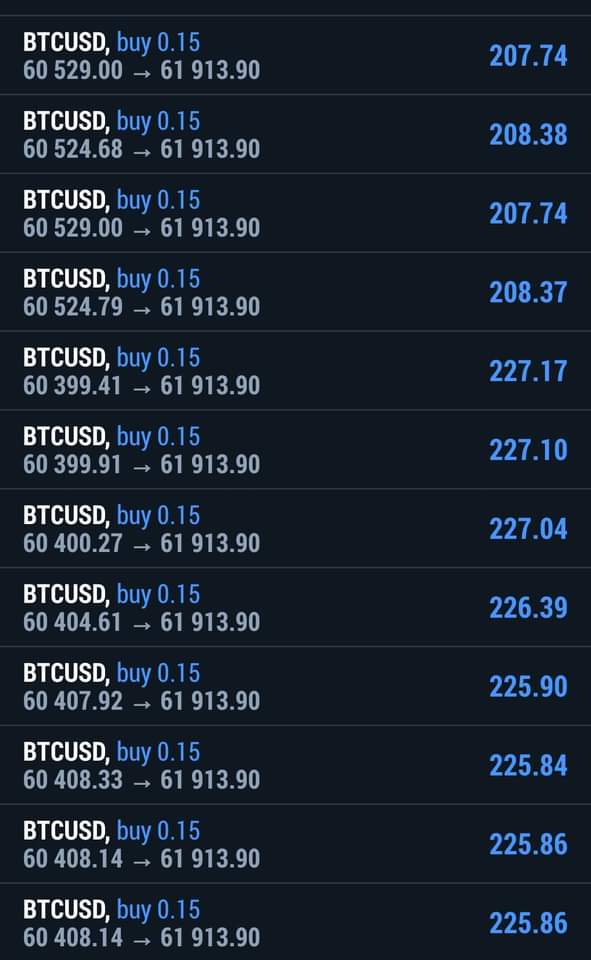 BTCUSD, buy 0.15
60 529.00 → 61 913.90
207.74
BTCUSD, buy 0.15
60 524.68 → 61 913.90
208.38
BTCUSD, buy 0.15
60 529.00 → 61 913.90
207.74
BTCUSD, buy 0.15
60 524.79 → 61 913.90
208.37
BTCUSD, buy 0.15
60 399.41 → 61 913.90
227.17
BTCUSD, buy 0.15
60 399.91 → 61 913.90
227.10
BTCUSD, buy 0.15
60 400.27 → 61 913.90
227.04
BTCUSD, buy 0.15
60 404.61 → 61 913.90
226.39
BTCUSD, buy 0.15
60 407.92 → 61 913.90
225.90
BTCUSD, buy 0.15
60 408.33 → 61 913.90
225.84
BTCUSD, buy 0.15
60 408.14 → 61 913.90
225.86
BTCUSD, buy 0.15
60 408.14 → 61 913.90
225.86